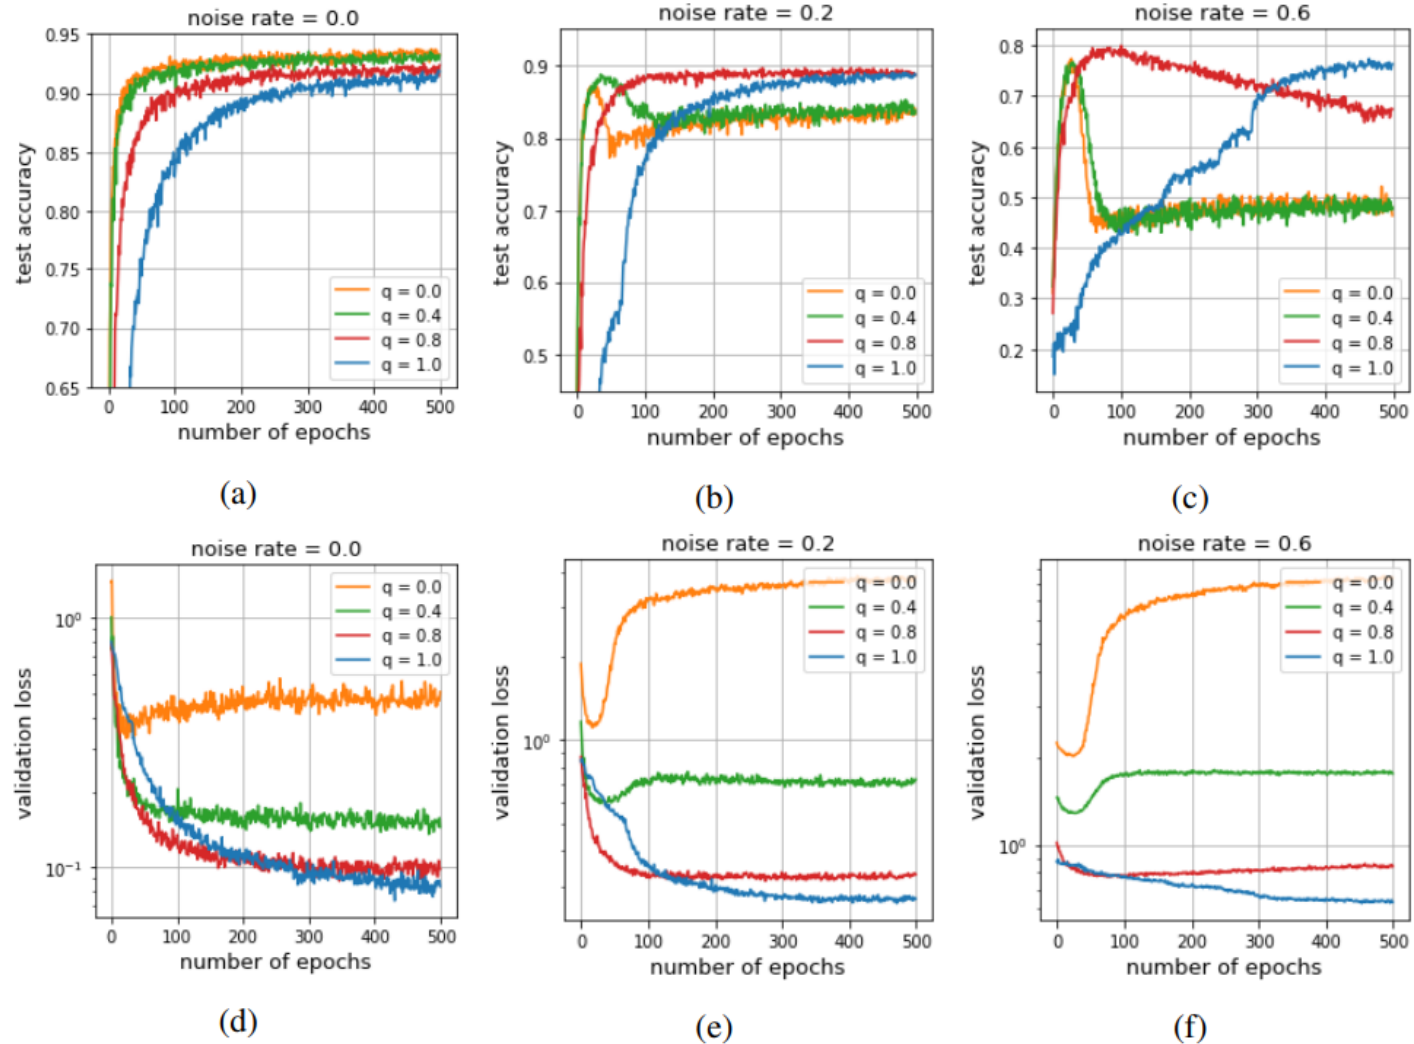 noise rate = 0.0
0.95
0.90
0.85
0.80
0.75
0.70
0.65
test accuracy
q = 0.0
q = 0.4
q = 0.8
q = 1.0
0 100 200 300 400 500
number of epochs
(a)
noise rate = 0.2
0.9
0.8
0.7
0.6
0.5
test accuracy
q = 0.0
q = 0.4
q = 0.8
q = 1.0
0 100 200 300 400 500
number of epochs
(b)
noise rate = 0.6
0.8
0.7
0.6
0.5
0.4
0.3
0.2
test accuracy
q = 0.0
q = 0.4
q = 0.8
q = 1.0
0 100 200 300 400 500
number of epochs
(c)
noise rate = 0.0
10⁰
10⁻¹
validation loss
q = 0.0
q = 0.4
q = 0.8
q = 1.0
0 100 200 300 400 500
number of epochs
(d)
noise rate = 0.2
10⁰
validation loss
q = 0.0
q = 0.4
q = 0.8
q = 1.0
0 100 200 300 400 500
number of epochs
(e)
noise rate = 0.6
10⁰
validation loss
q = 0.0
q = 0.4
q = 0.8
q = 1.0
0 100 200 300 400 500
number of epochs
(f)